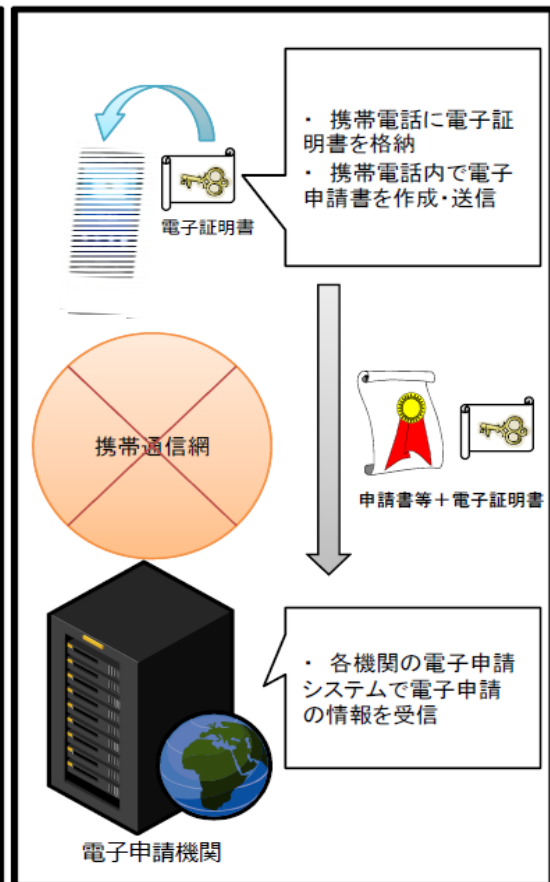 ・ 携帯電話に電子証
明書を格納
・ 携帯電話内で電子
申請書を作成・送信
電子証明書
携帯通信網
申請書等＋電子証明書
・ 各機関の電子申請
システムで電子申請
の情報を受信
電子申請機関